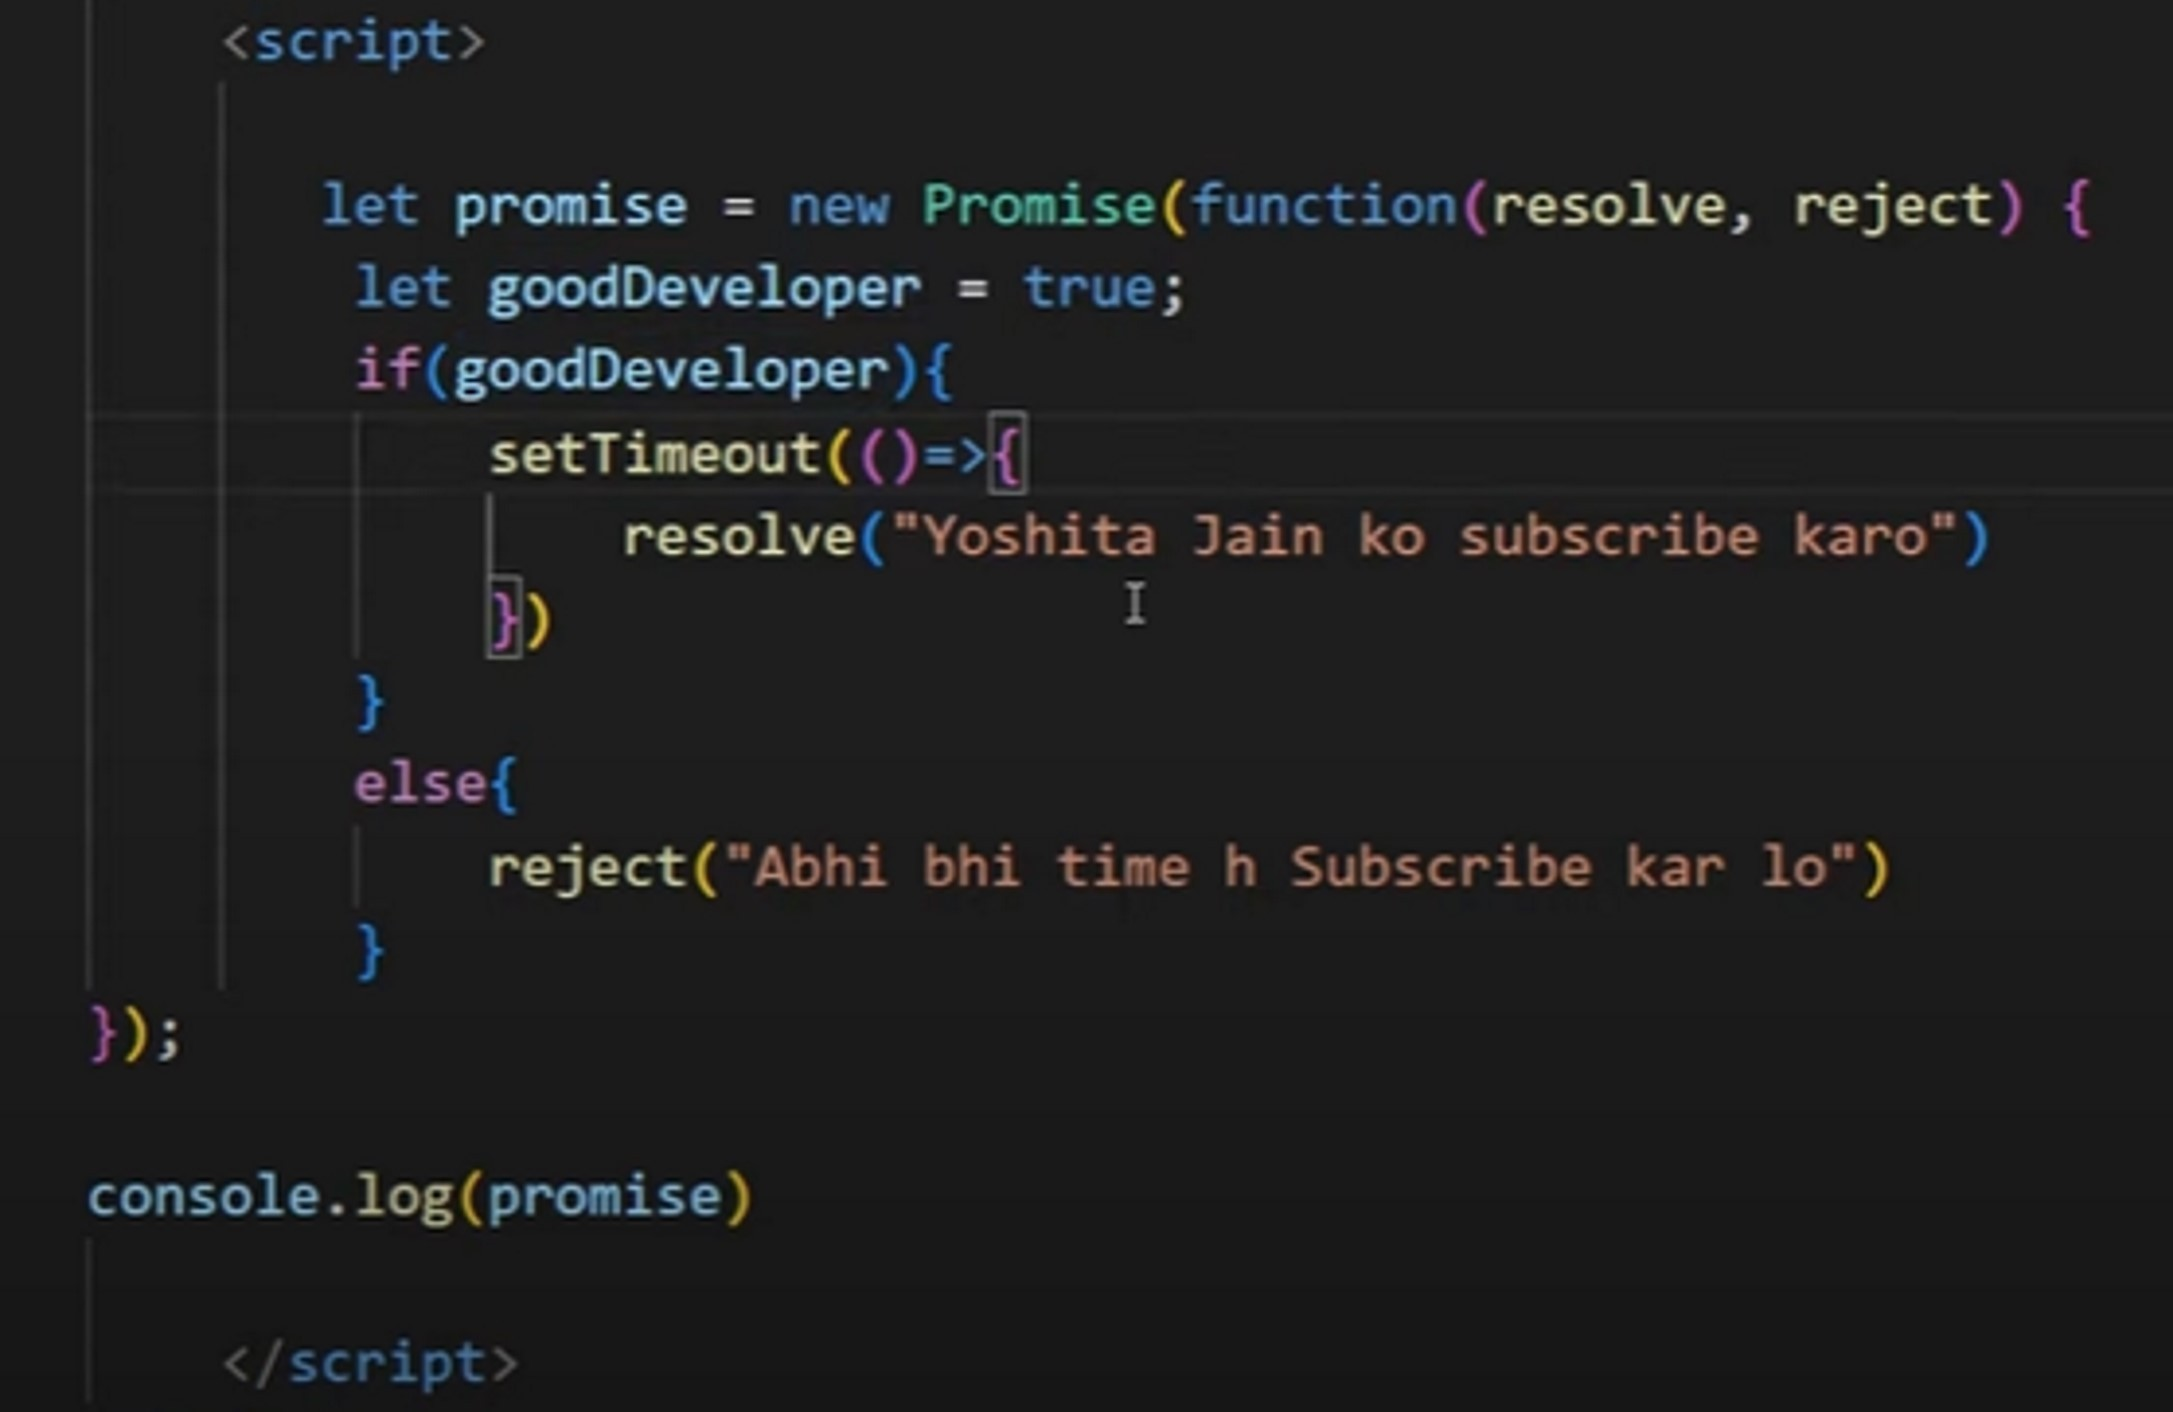 <script>
let promise = new Promise(function(resolve, reject) {
let goodDeveloper = true;
if(goodDeveloper){
setTimeout(()=>{
resolve("Yoshita Jain ko subscribe karo")
})
}
else{
reject("Abhi bhi time h Subscribe kar lo")
}
});
console.log(promise)
</script>